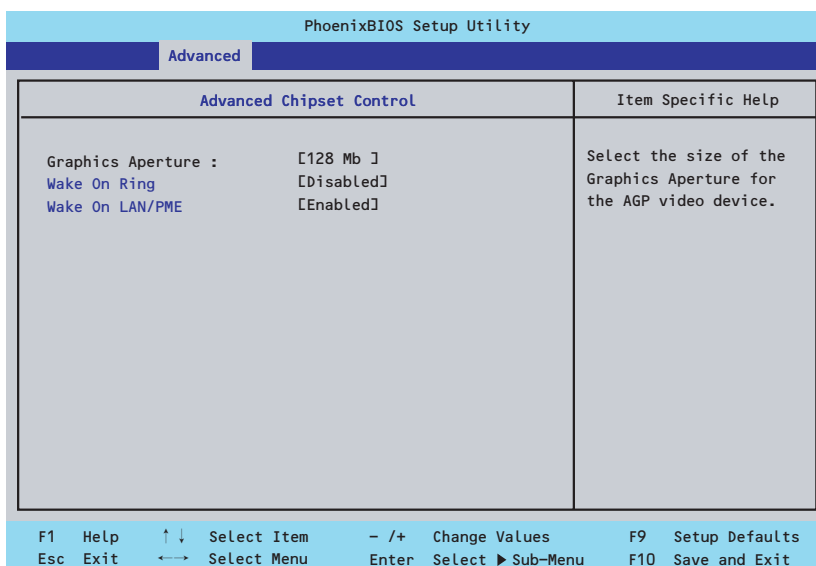 PhoenixBIOS Setup Utility
Advanced
Advanced Chipset Control
Item Specific Help
Graphics Aperture : [128 Mb ]
Wake On Ring [Disabled]
Wake On LAN/PME [Enabled]
Select the size of the
Graphics Aperture for
the AGP video device.
F1 Help ↑↓ Select Item - /+ Change Values F9 Setup Defaults
Esc Exit ←→ Select Menu Enter Select ▶ Sub-Menu F10 Save and Exit